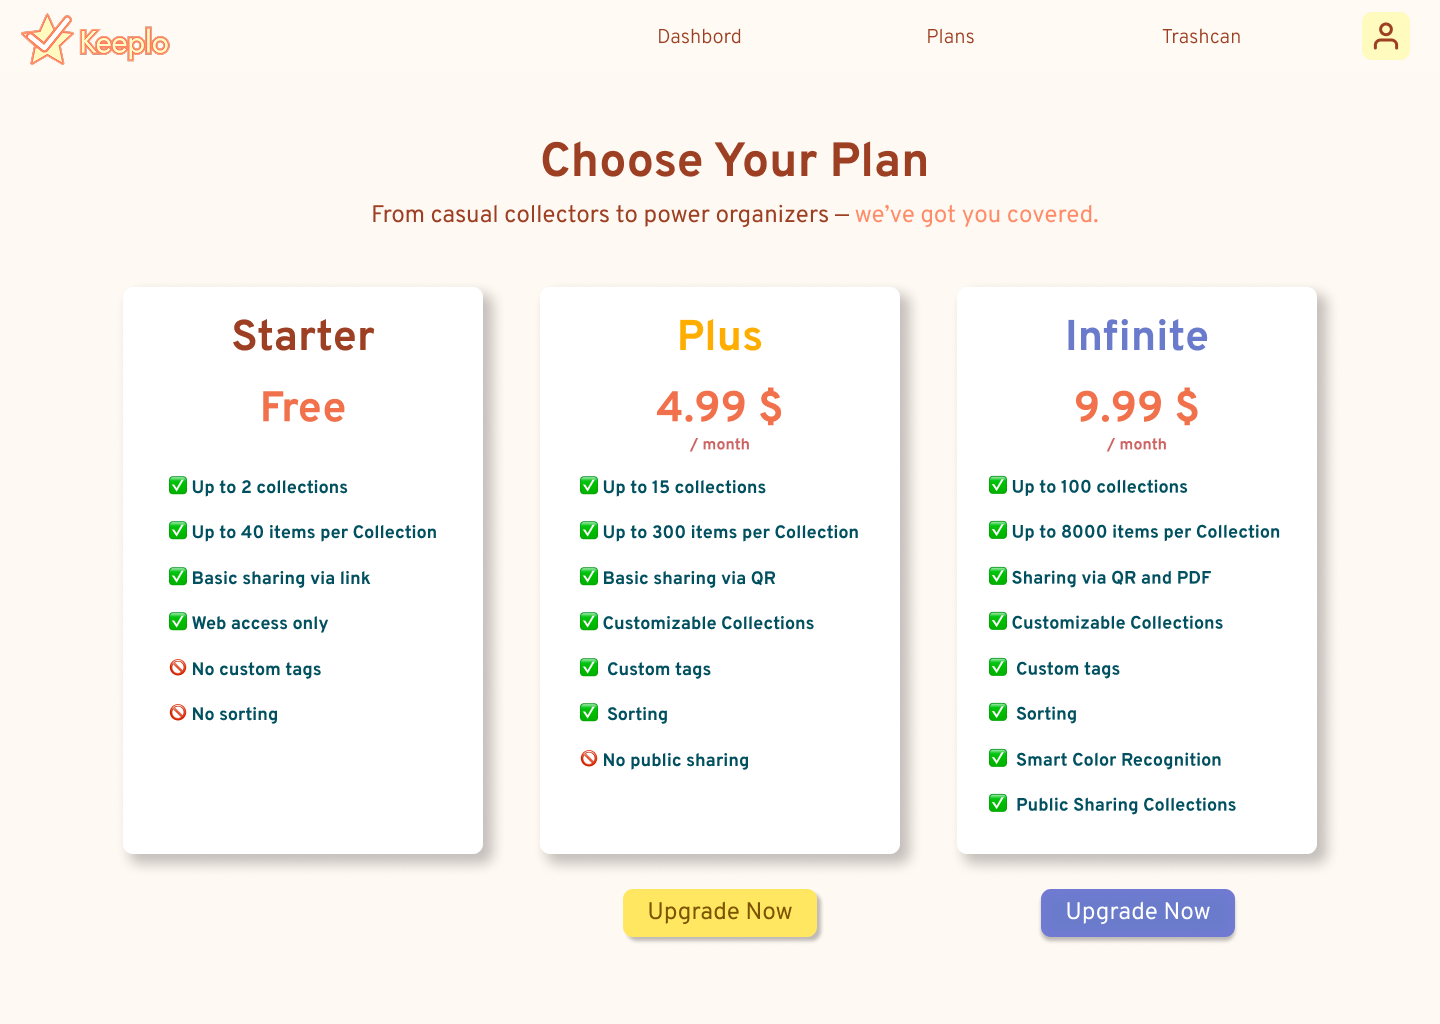 Keeplo
Dashbord
Plans
Trashcan
Choose Your Plan
From casual collectors to power organizers — we've got you covered.
Starter
Free
✅ Up to 2 collections
✅ Up to 40 items per Collection
✅ Basic sharing via link
✅ Web access only
🚫 No custom tags
🚫 No sorting
Plus
4.99 $
/ month
✅ Up to 15 collections
✅ Up to 300 items per Collection
✅ Basic sharing via QR
✅ Customizable Collections
✅ Custom tags
✅ Sorting
🚫 No public sharing
Upgrade Now
Infinite
9.99 $
/ month
✅ Up to 100 collections
✅ Up to 8000 items per Collection
✅ Sharing via QR and PDF
✅ Customizable Collections
✅ Custom tags
✅ Sorting
✅ Smart Color Recognition
✅ Public Sharing Collections
Upgrade Now